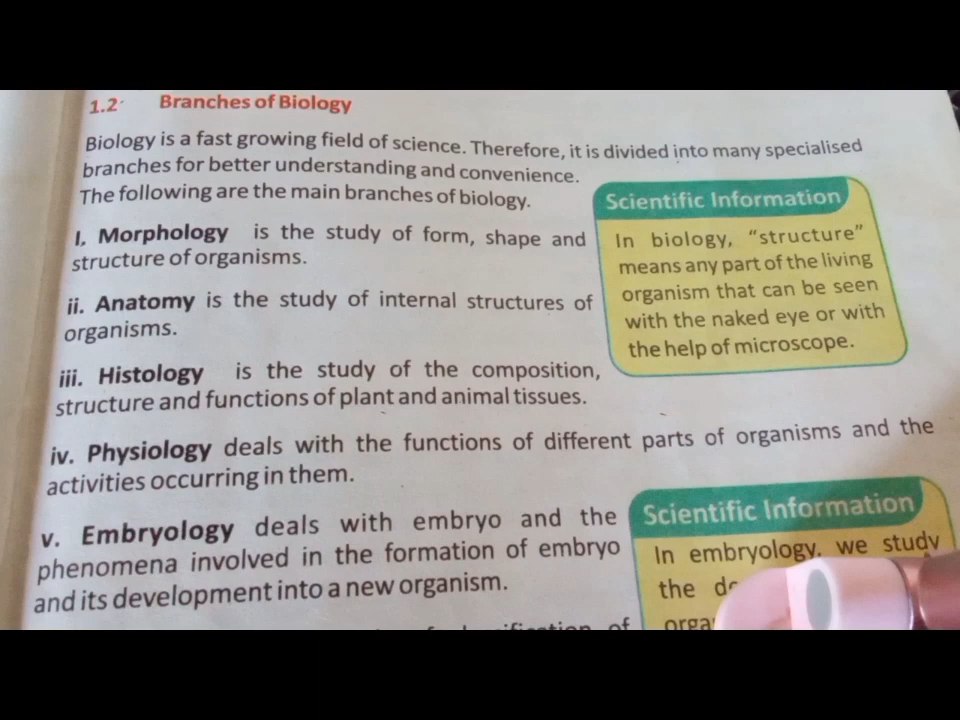 1.2 Branches of Biology
Biology is a fast growing field of science. Therefore, it is divided into many specialised
branches for better understanding and convenience.
The following are the main branches of biology.
I. Morphology is the study of form, shape and
structure of organisms.
ii. Anatomy is the study of internal structures of
organisms.
iii. Histology is the study of the composition,
structure and functions of plant and animal tissues.
Scientific Information
In biology, “structure”
means any part of the living
organism that can be seen
with the naked eye or with
the help of microscope.
iv. Physiology deals with the functions of different parts of organisms and the
activities occurring in them.
v. Embryology deals with embryo and the
phenomena involved in the formation of embryo
and its development into a new organism.
of
Scientific Information
In embryology, we study
the